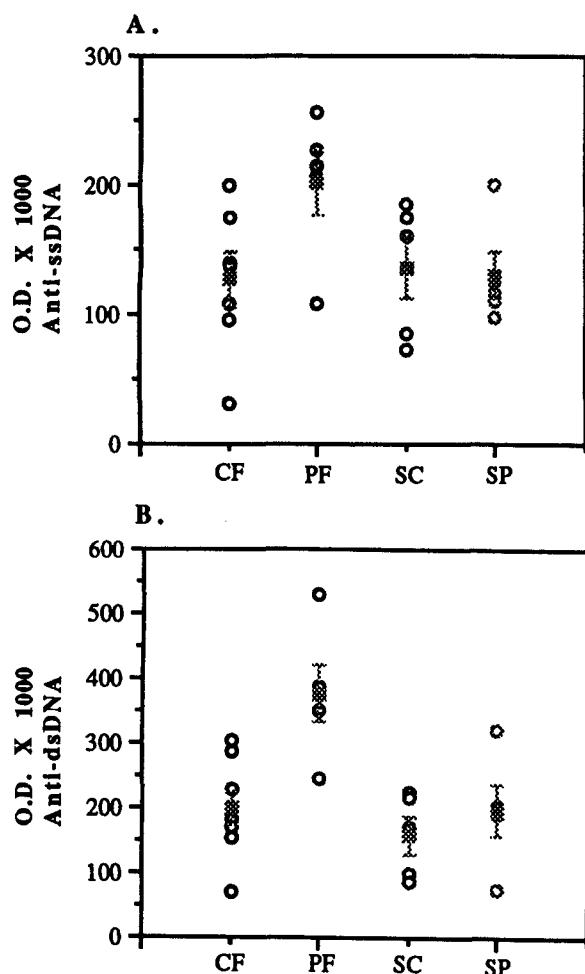 A.
300
200
100
0
O.D. X 1000
Anti-ssDNA
CF PF SC SP
B.
600
500
400
300
200
100
0
O.D. X 1000
Anti-dsDNA
CF PF SC SP